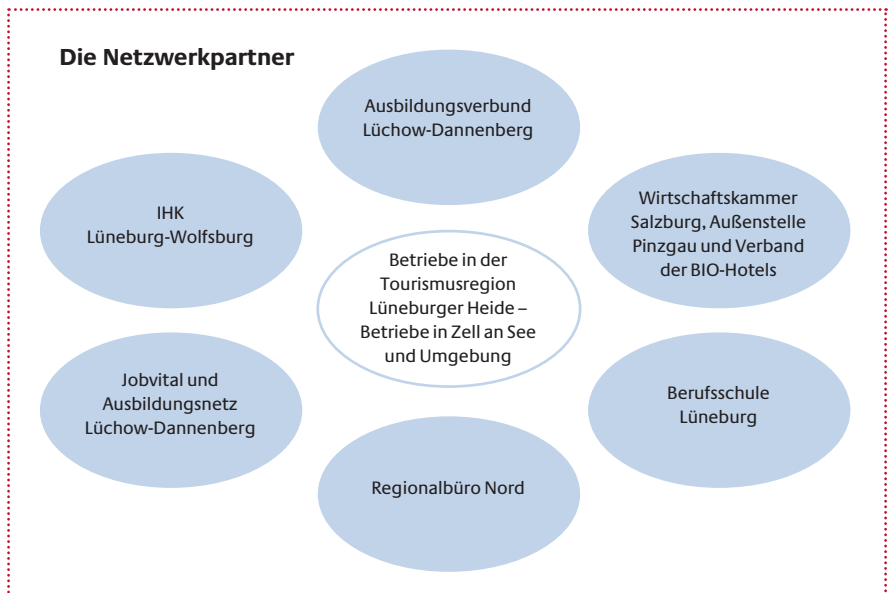 Die Netzwerkpartner
Ausbildungsverbund
Lüchow-Dannenberg
IHK
Lüneburg-Wolfsburg
Wirtschaftskammer
Salzburg, Außenstelle
Pinzgau und Verband
der BIO-Hotels
Betriebe in der
Tourismusregion
Lüneburger Heide –
Betriebe in Zell an See
und Umgebung
Jobvital und
Ausbildungsnetz
Lüchow-Dannenberg
Berufsschule
Lüneburg
Regionalbüro Nord